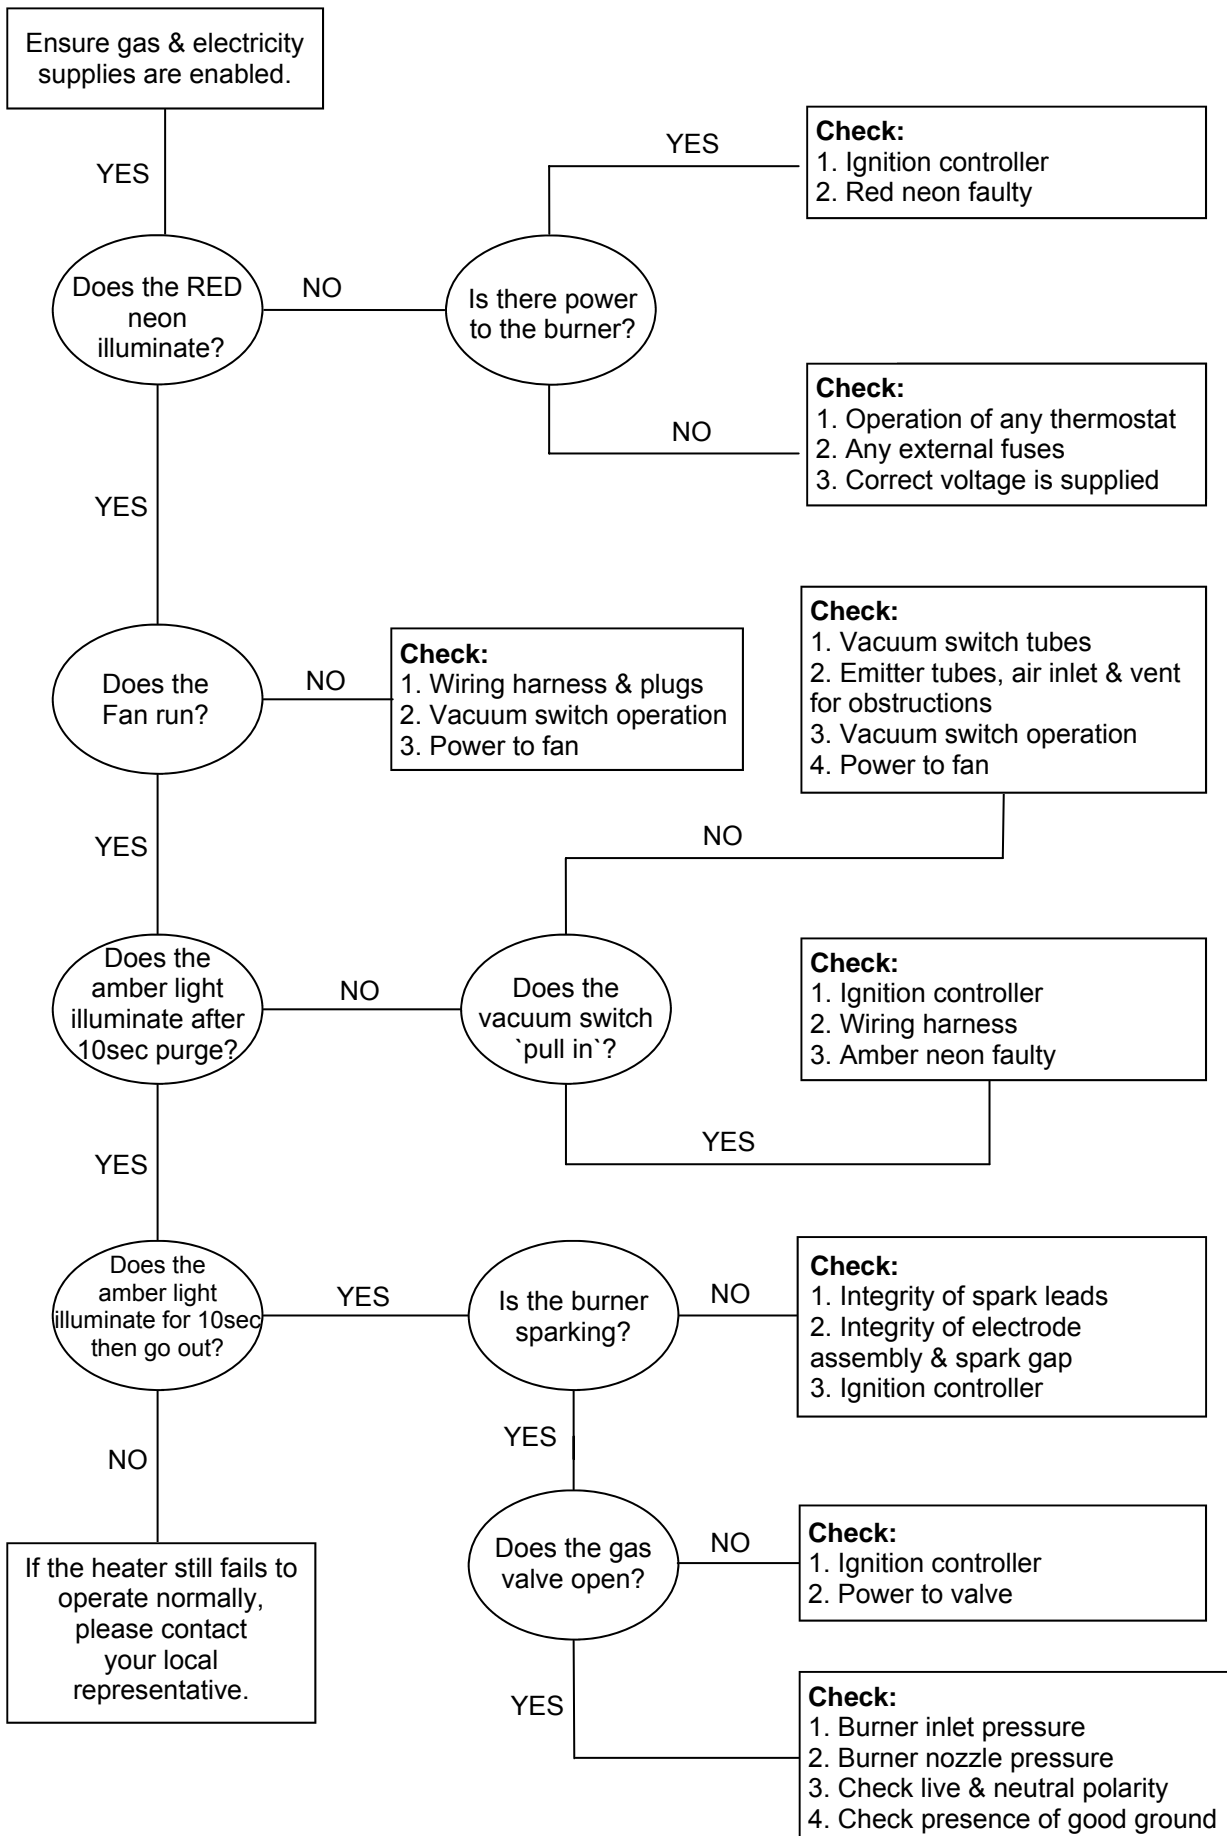 Ensure gas & electricity
supplies are enabled.
YES
Does the RED
neon
illuminate?
NO
Is there power
to the burner?
YES
Check:
1. Ignition controller
2. Red neon faulty
NO
Check:
1. Operation of any thermostat
2. Any external fuses
3. Correct voltage is supplied
YES
Does the
Fan run?
NO
Check:
1. Wiring harness & plugs
2. Vacuum switch operation
3. Power to fan
YES
Does the
amber light
illuminate after
10sec purge?
NO
Does the
vacuum switch
`pull in`?
NO
Check:
1. Vacuum switch tubes
2. Emitter tubes, air inlet & vent
for obstructions
3. Vacuum switch operation
4. Power to fan
YES
Check:
1. Ignition controller
2. Wiring harness
3. Amber neon faulty
YES
Does the
amber light
illuminate for 10sec
then go out?
YES
Is the burner
sparking?
NO
Check:
1. Integrity of spark leads
2. Integrity of electrode
assembly & spark gap
3. Ignition controller
YES
Does the gas
valve open?
NO
Check:
1. Ignition controller
2. Power to valve
YES
Check:
1. Burner inlet pressure
2. Burner nozzle pressure
3. Check live & neutral polarity
4. Check presence of good ground
NO
If the heater still fails to
operate normally,
please contact
your local
representative.